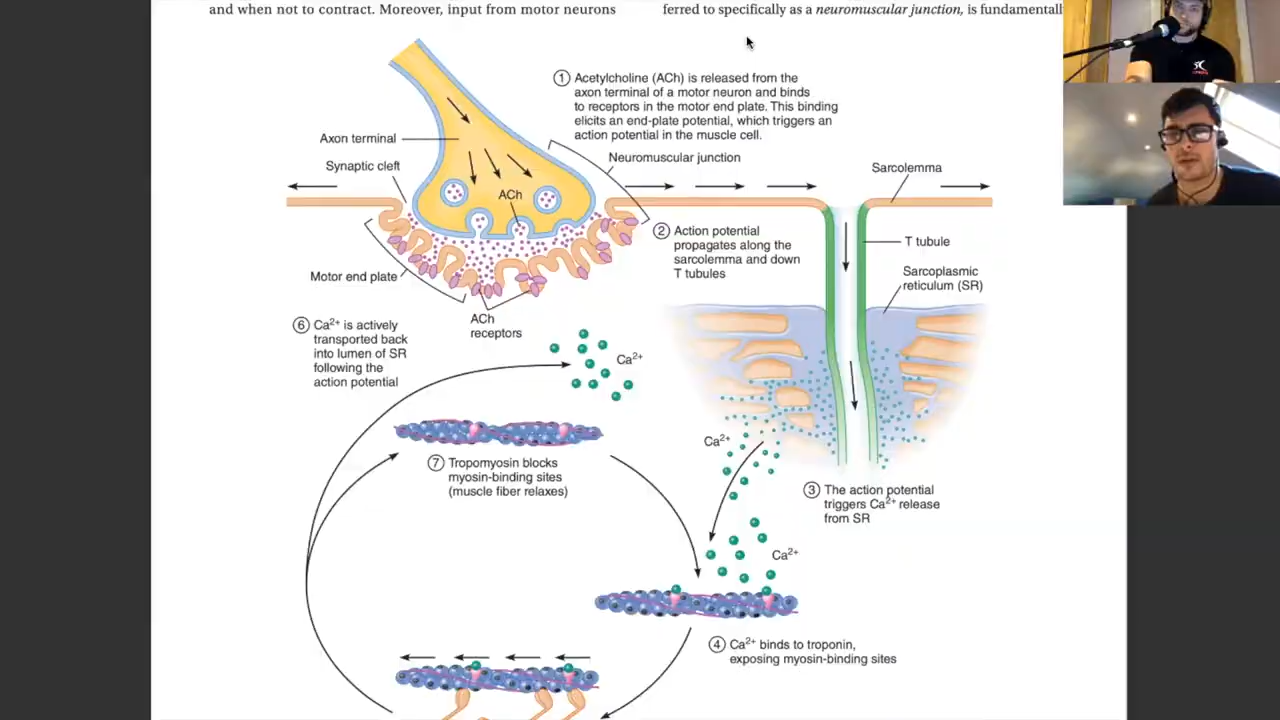 and when not to contract. Moreover, input from motor neurons
ferred to specifically as a neuromuscular junction, is fundamentall
① Acetylcholine (ACh) is released from the
axon terminal of a motor neuron and binds
to receptors in the motor end plate. This binding
elicits an end-plate potential, which triggers an
action potential in the muscle cell.
Axon terminal
Synaptic cleft
ACh
Neuromuscular junction
Sarcolemma
② Action potential
propagates along the
sarcolemma and down
T tubules
T tubule
Sarcoplasmic
reticulum (SR)
Motor end plate
ACh
receptors
⑥ Ca2+ is actively
transported back
into lumen of SR
following the
action potential
Ca2+
Ca2+
⑦ Tropomyosin blocks
myosin-binding sites
(muscle fiber relaxes)
③ The action potential
triggers Ca2+ release
from SR
Ca2+
④ Ca2+ binds to troponin,
exposing myosin-binding sites